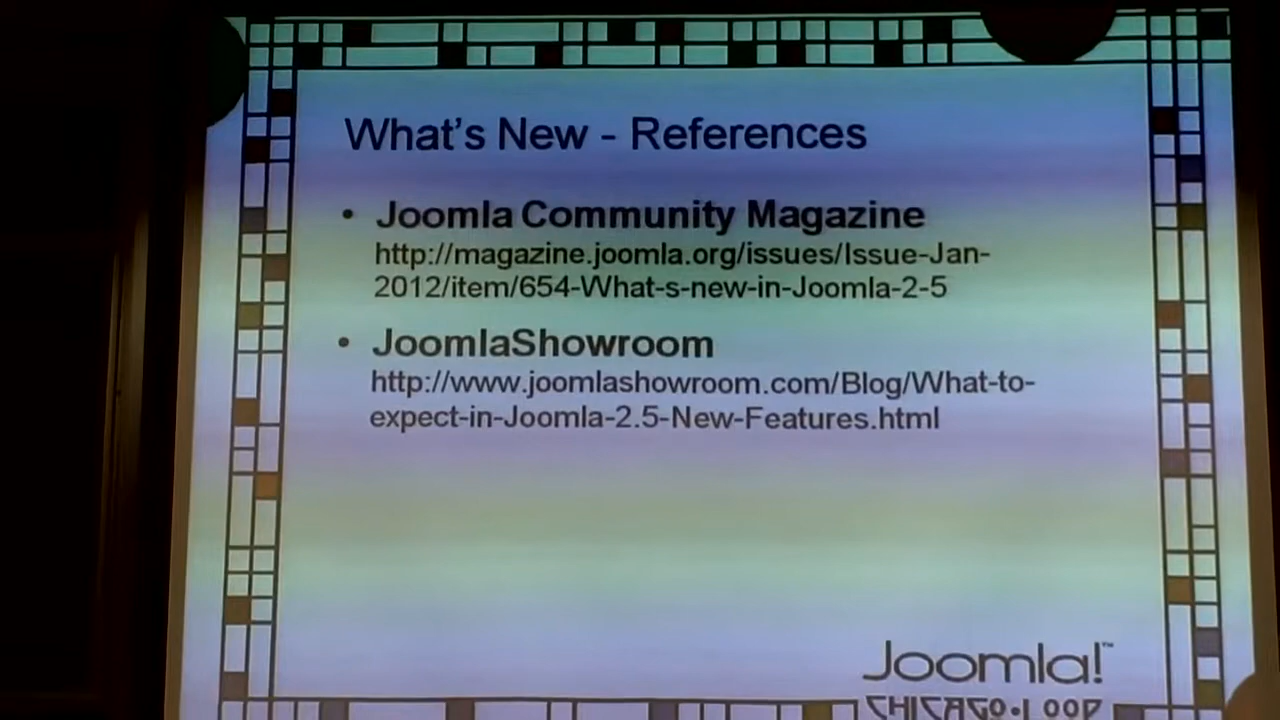 What's New - References
• Joomla Community Magazine
http://magazine.joomla.org/issues/Issue-Jan-
2012/item/654-What-s-new-in-Joomla-2-5
• JoomlaShowroom
http://www.joomlashowroom.com/Blog/What-to-
expect-in-Joomla-2.5-New-Features.html
Joomla!™
CHICAGO•LOOP